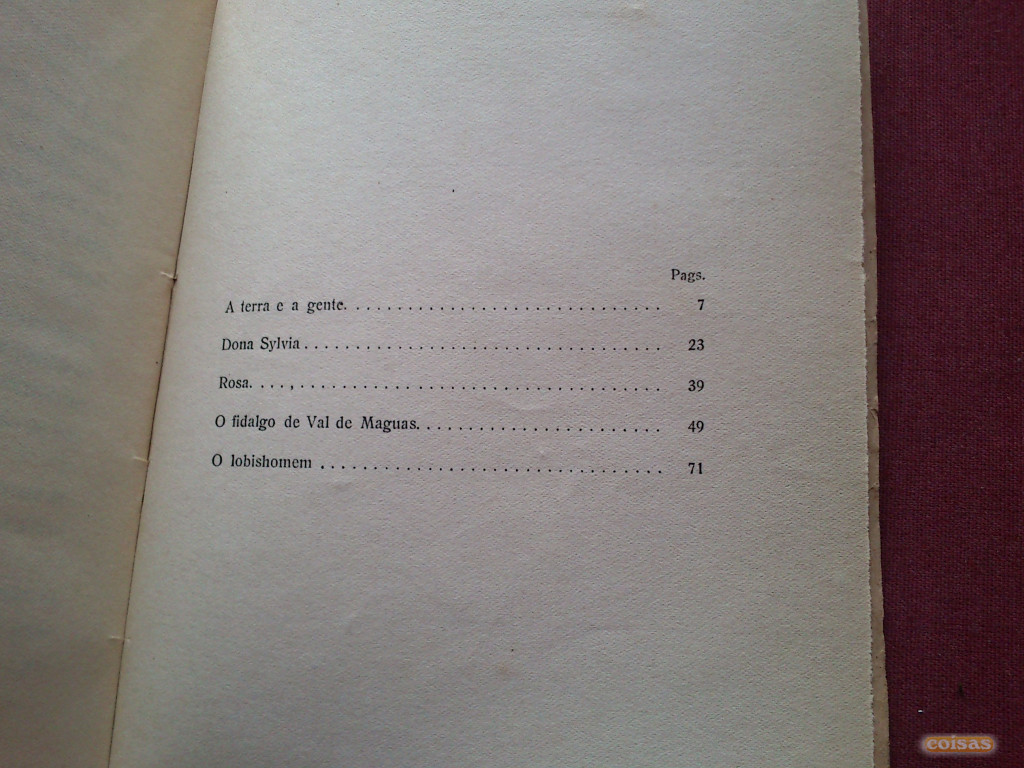 Pags.
A terra e a gente. . . . . . . . . . . . . . . . . . . . . . . . . . . . . . 7
Dona Sylvia . . . . . . . . . . . . . . . . . . . . . . . . . . . . . . . . . . 23
Rosa. . . . , . . . . . . . . . . . . . . . . . . . . . . . . . . . . . . . . . . 39
O fidalgo de Val de Maguas. . . . . . . . . . . . . . . . . . . . . . . 49
O lobishomem . . . . . . . . . . . . . . . . . . . . . . . . . . . . . . . . . 71
coisas